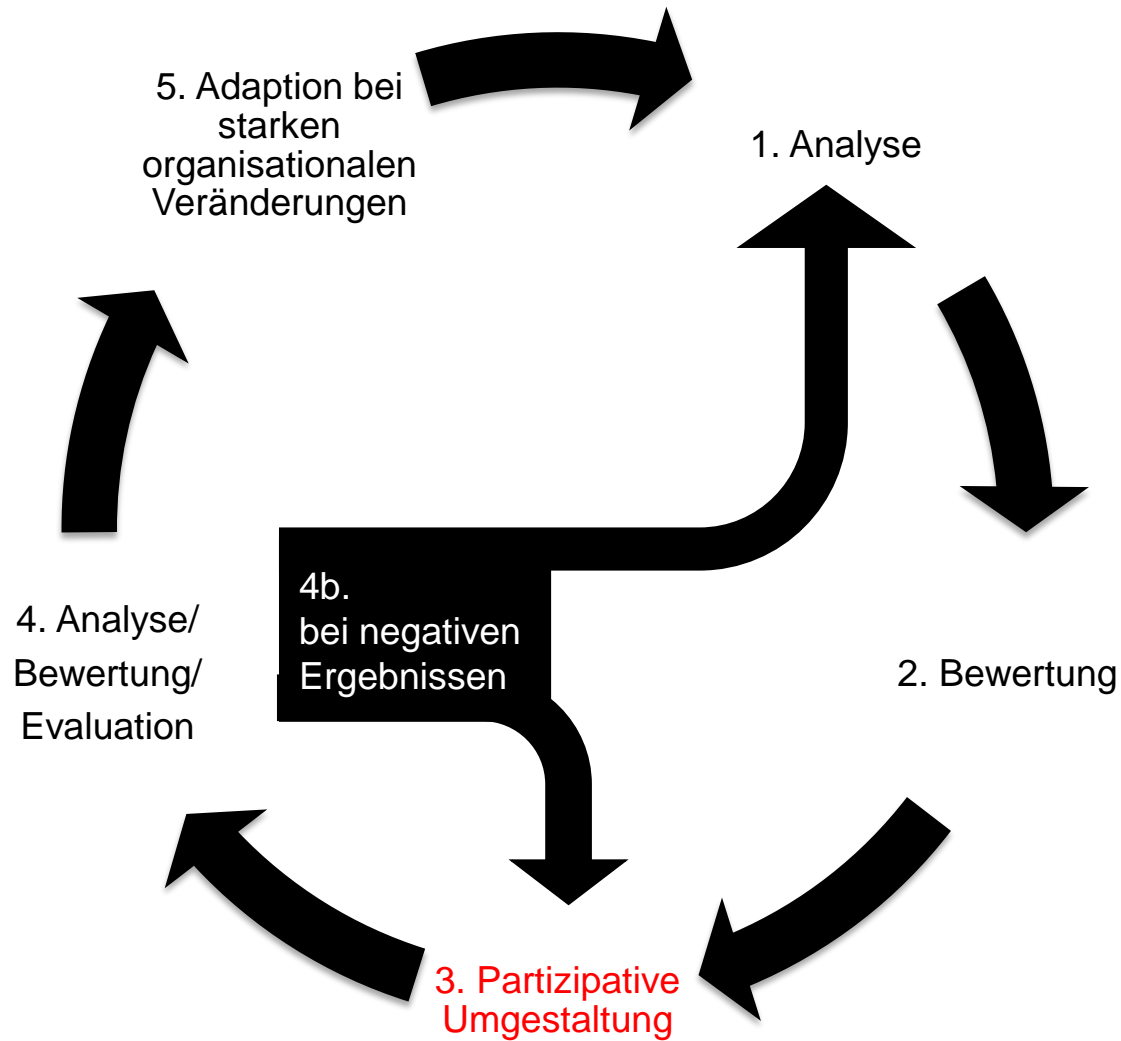 1. Analyse
2. Bewertung
3. Partizipative
Umgestaltung
4. Analyse/
Bewertung/
Evaluation
4b.
bei negativen
Ergebnissen
5. Adaption bei
starken
organisationalen
Veränderungen